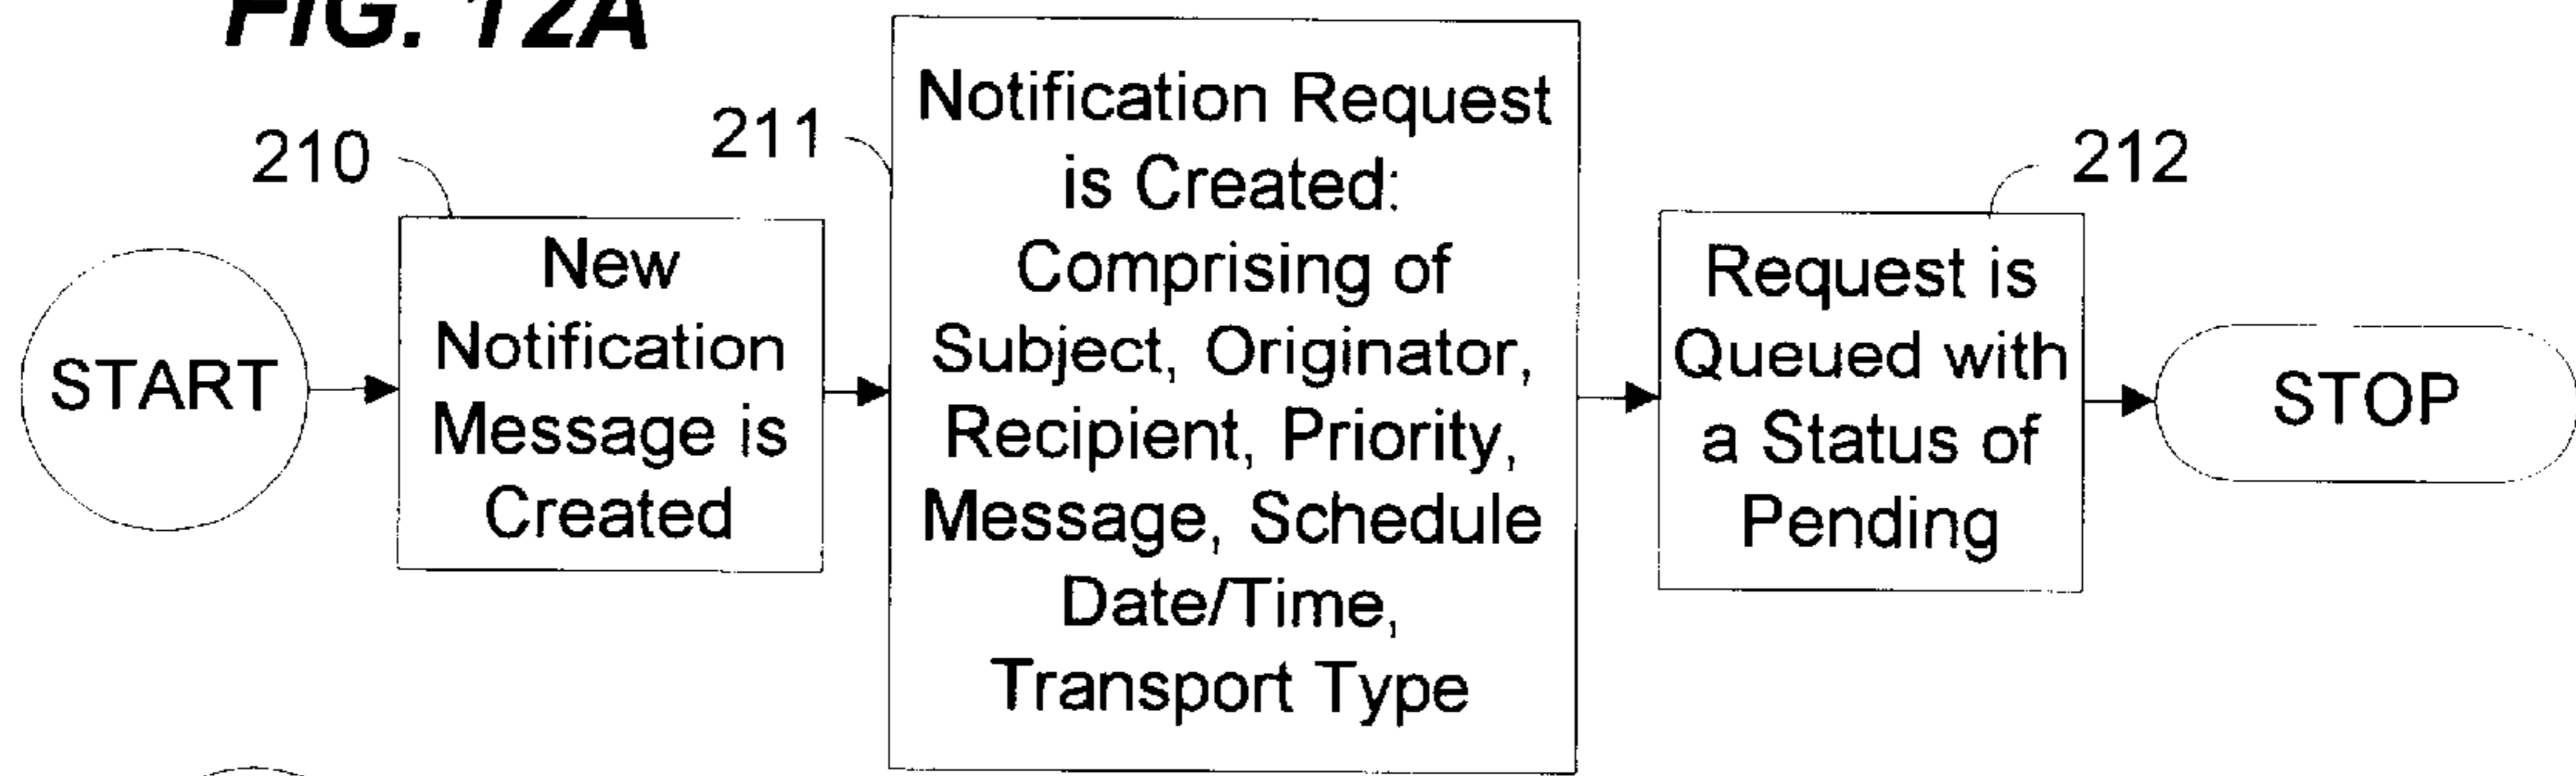 FIG. 12A
210
211
212
START
New
Notification
Message is
Created
Notification Request
is Created:
Comprising of
Subject, Originator,
Recipient, Priority,
Message, Schedule
Date/Time,
Transport Type
Request is
Queued with
a Status of
Pending
STOP